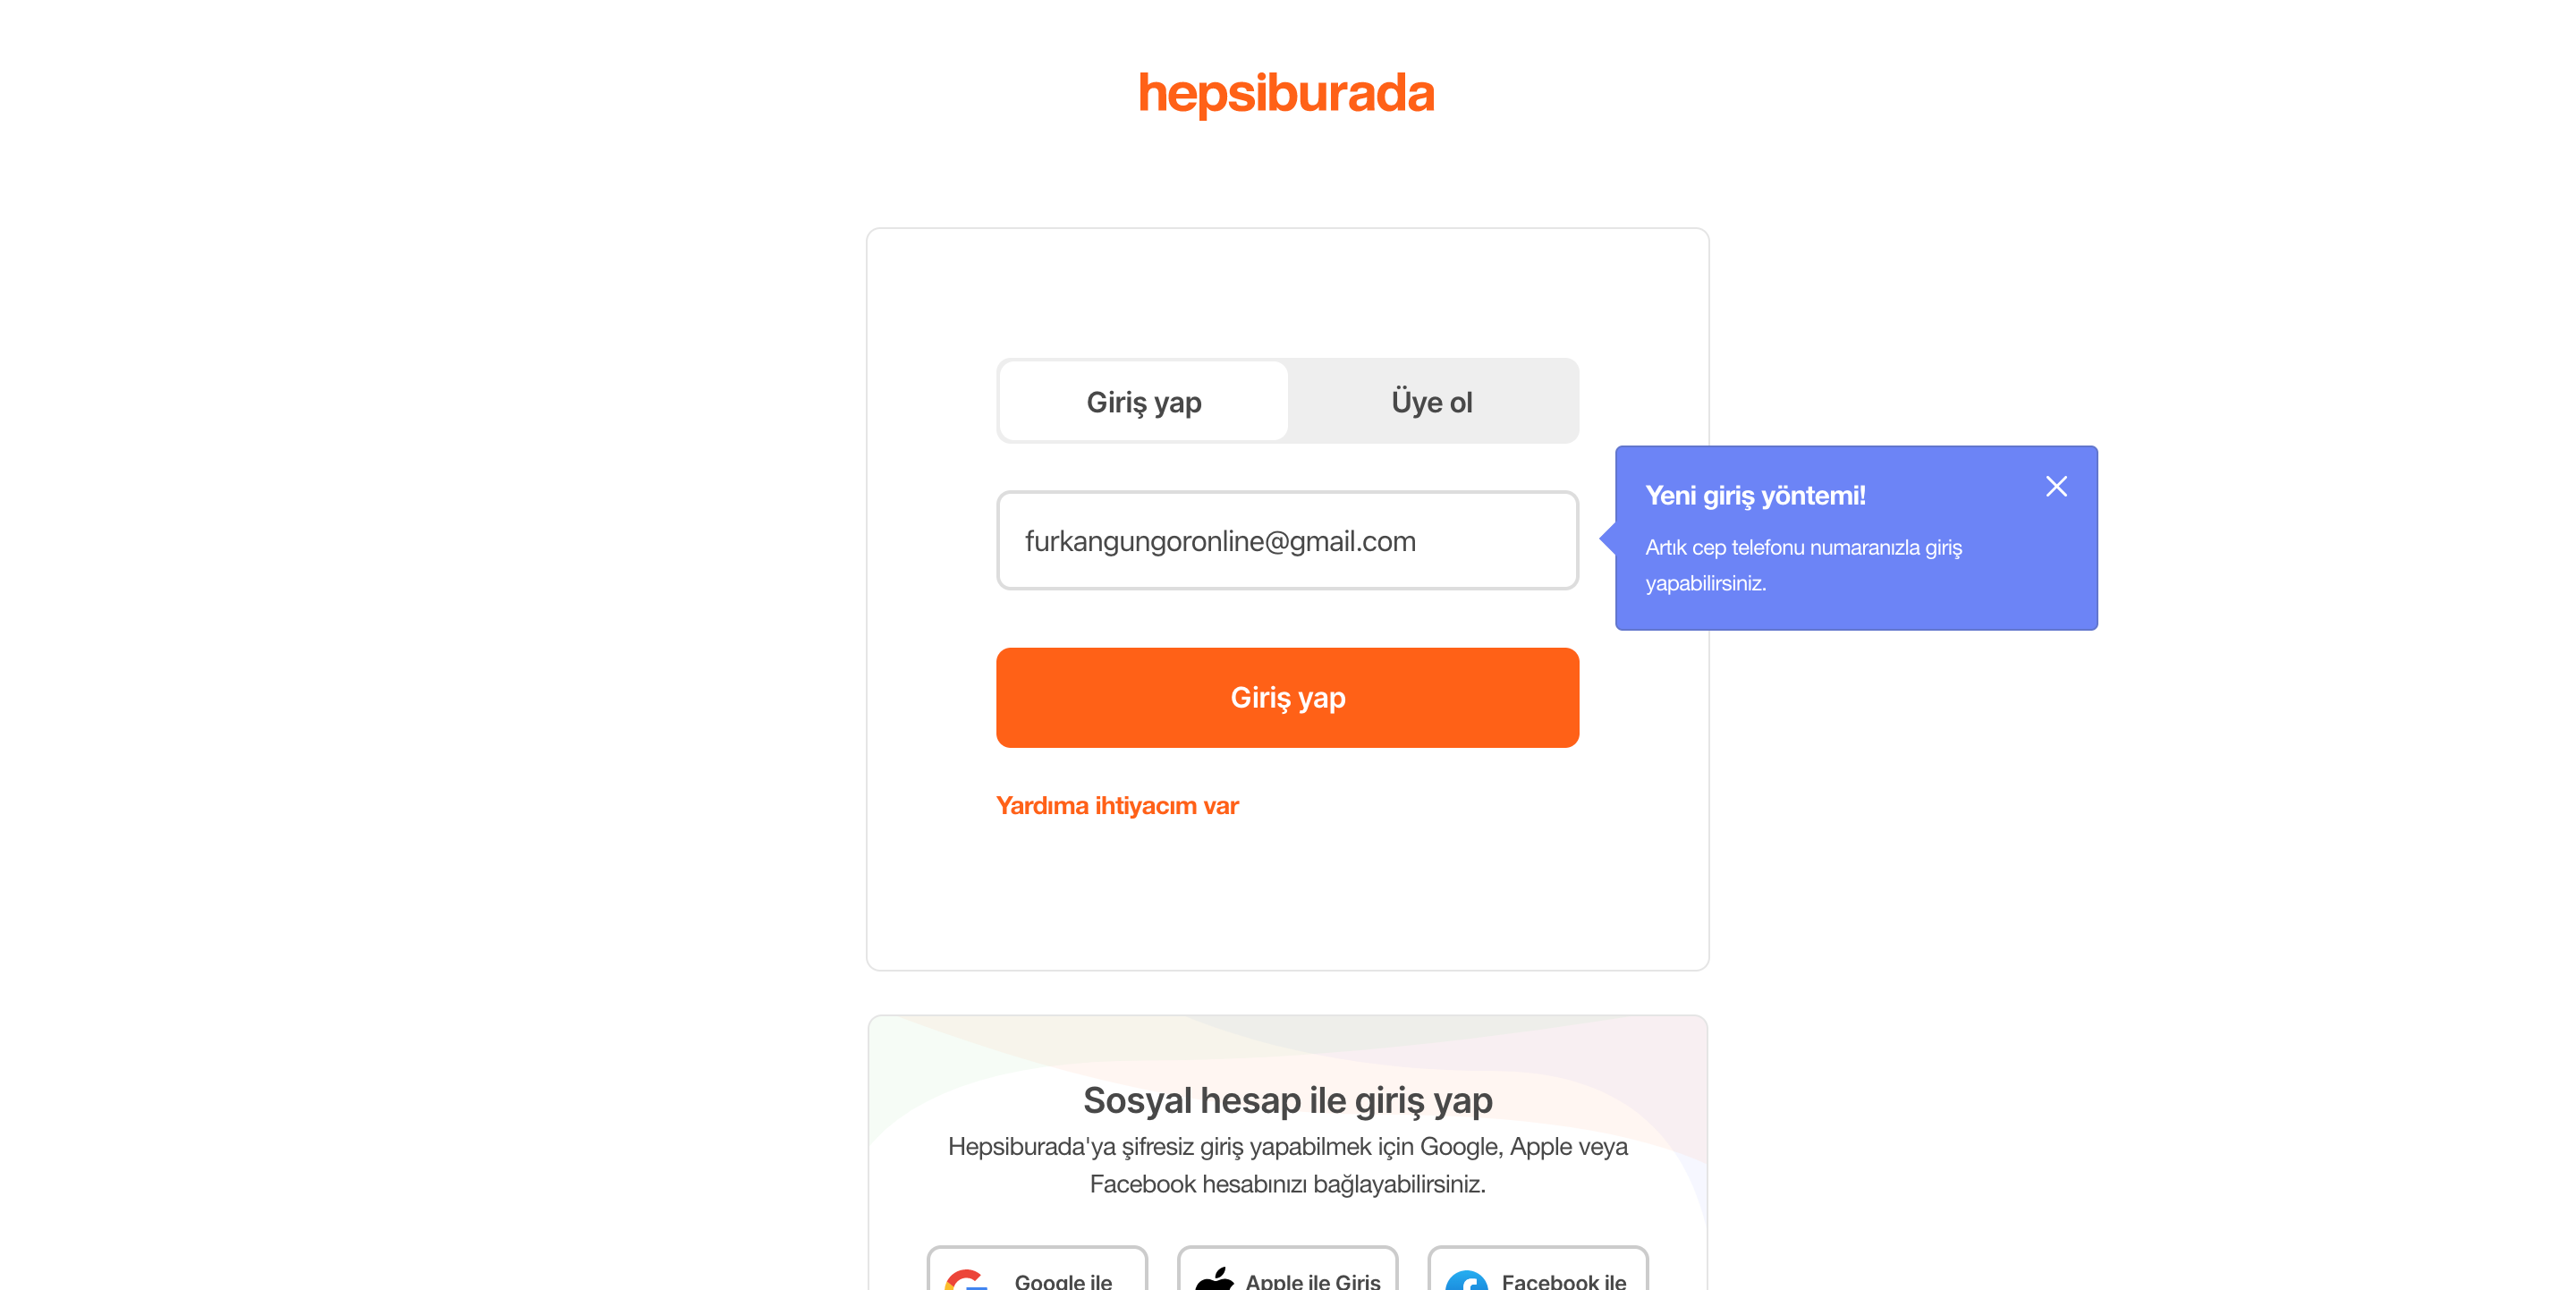 hepsiburada
Giriş yap
Üye ol
furkangungoronline@gmail.com
Yeni giriş yöntemi!
Artık cep telefonu numaranızla giriş
yapabilirsiniz.
Giriş yap
Yardıma ihtiyacım var
Sosyal hesap ile giriş yap
Hepsiburada'ya şifresiz giriş yapabilmek için Google, Apple veya
Facebook hesabınızı bağlayabilirsiniz.
Google ile
Apple ile Giris
Facebook ile